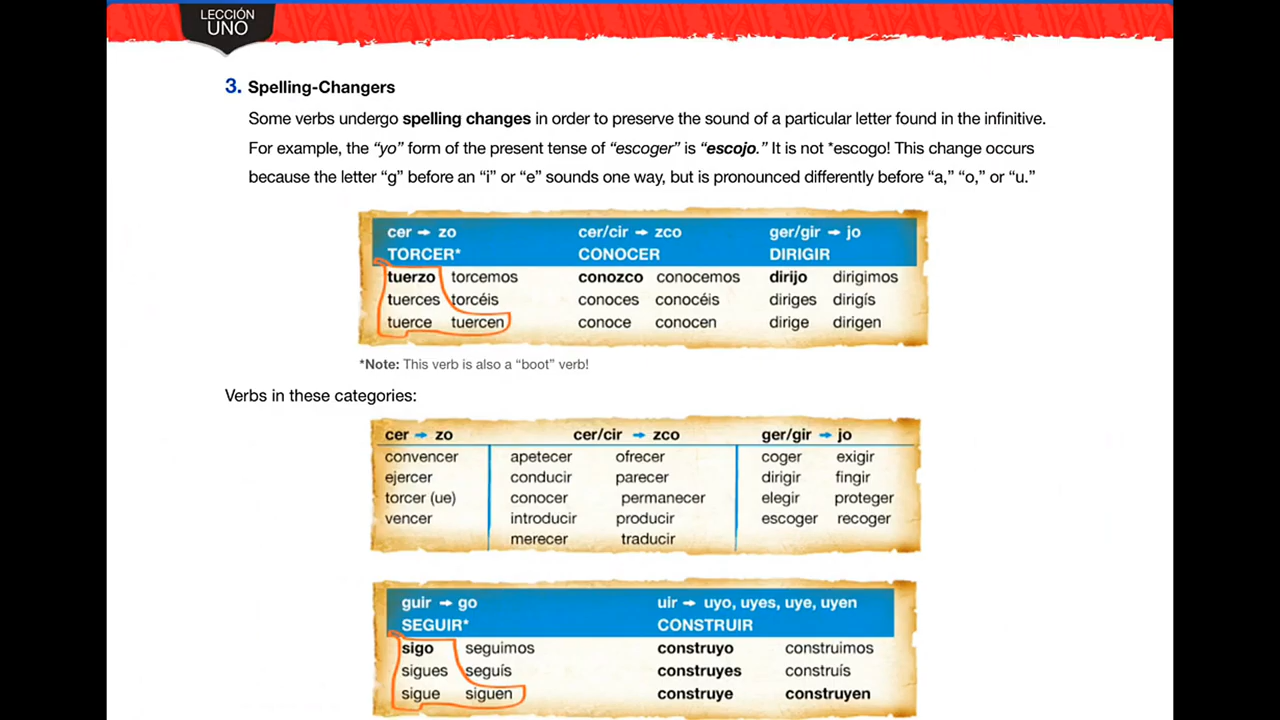 LECCIÓN
UNO
3. Spelling-Changers
Some verbs undergo spelling changes in order to preserve the sound of a particular letter found in the infinitive.
For example, the “yo” form of the present tense of “escoger” is “escojo.” It is not *escogo! This change occurs
because the letter “g” before an “i” or “e” sounds one way, but is pronounced differently before “a,” “o,” or “u.”
cer → zo cer/cir → zco ger/gir → jo
TORCER* CONOCER DIRIGIR
tuerzo torcemos conozco conocemos dirijo dirigimos
tuerces torcéis conoces conocéis diriges dirigís
tuerce tuercen conoce conocen dirige dirigen
*Note: This verb is also a “boot” verb!
Verbs in these categories:
cer → zo cer/cir → zco ger/gir → jo
convencer apetecer ofrecer coger exigir
ejercer conducir parecer dirigir fingir
torcer (ue) conocer permanecer elegir proteger
vencer introducir producir escoger recoger
merecer traducir
guir → go uir → uyo, uyes, uye, uyen
SEGUIR* CONSTRUIR
sigo seguimos construyo construimos
sigues seguís construyes construís
sigue siguen construye construyen